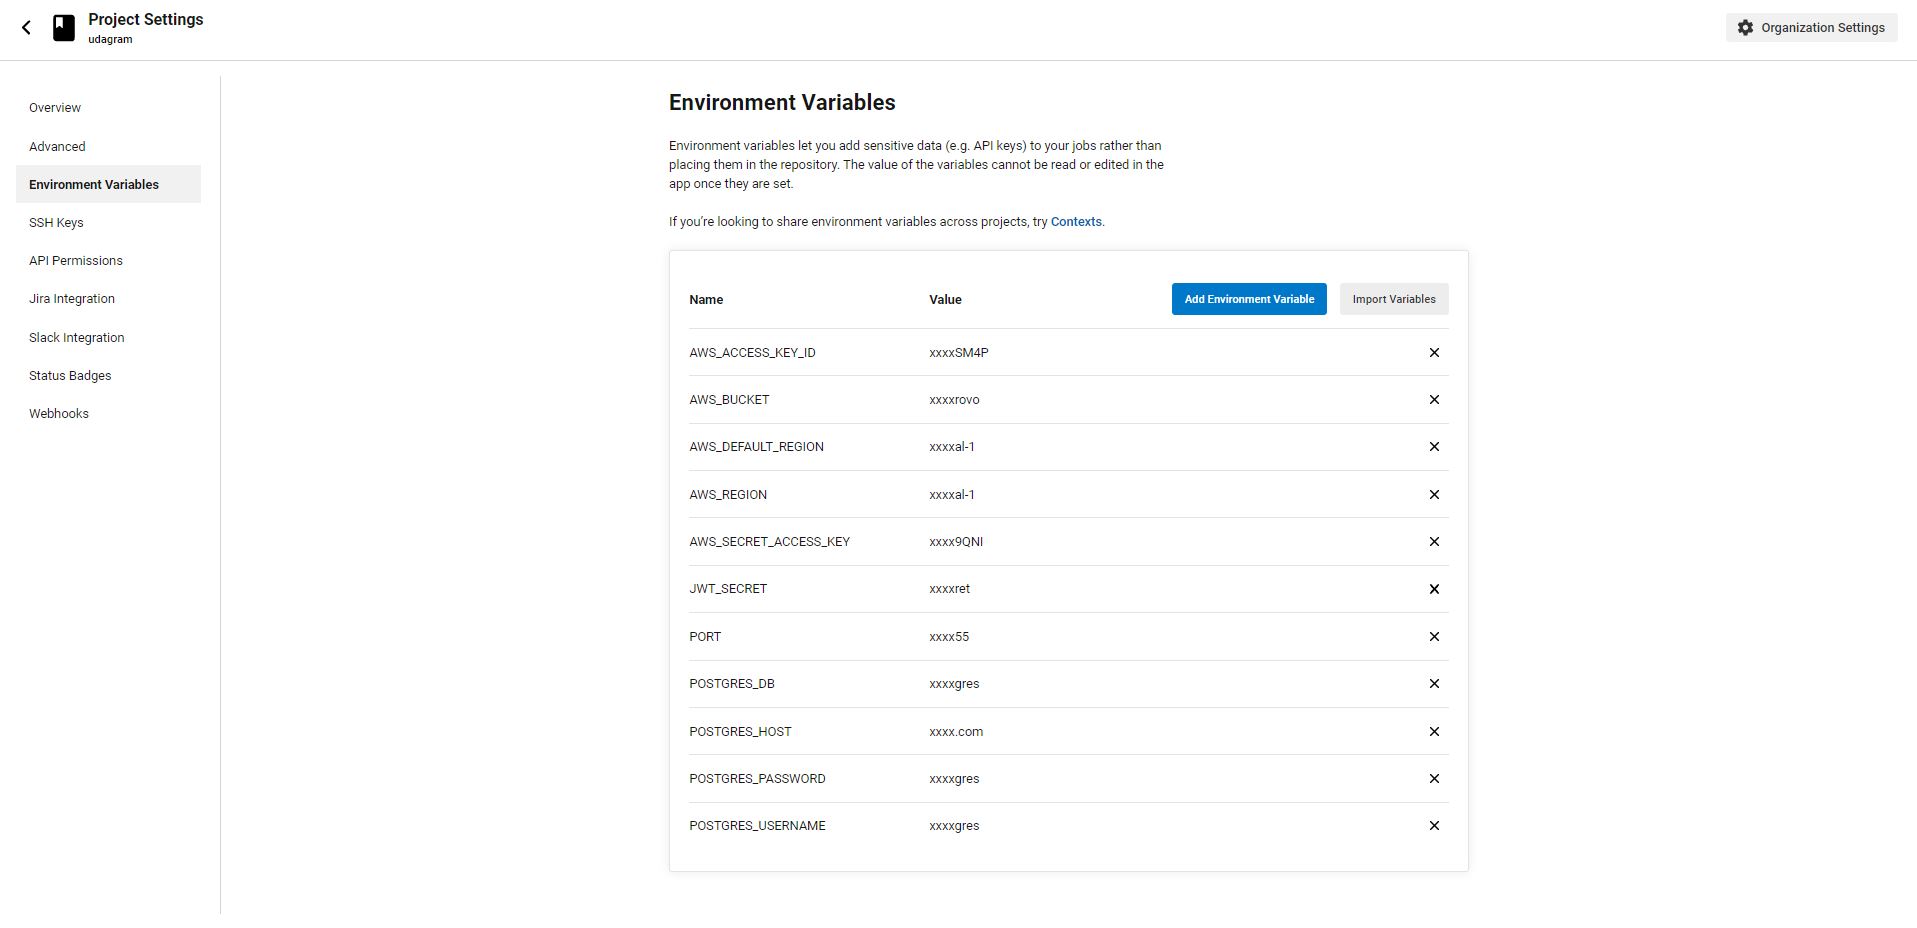 Project Settings
udagram
Organization Settings
Overview
Advanced
Environment Variables
SSH Keys
API Permissions
Jira Integration
Slack Integration
Status Badges
Webhooks
Environment Variables
Environment variables let you add sensitive data (e.g. API keys) to your jobs rather than
placing them in the repository. The value of the variables cannot be read or edited in the
app once they are set.
If you're looking to share environment variables across projects, try Contexts.
Name Value Add Environment Variable Import Variables
AWS_ACCESS_KEY_ID xxxxSM4P
AWS_BUCKET xxxxrovo
AWS_DEFAULT_REGION xxxxal-1
AWS_REGION xxxxal-1
AWS_SECRET_ACCESS_KEY xxxx9QNI
JWT_SECRET xxxxret
PORT xxxx55
POSTGRES_DB xxxxgres
POSTGRES_HOST xxxx.com
POSTGRES_PASSWORD xxxxgres
POSTGRES_USERNAME xxxxgres